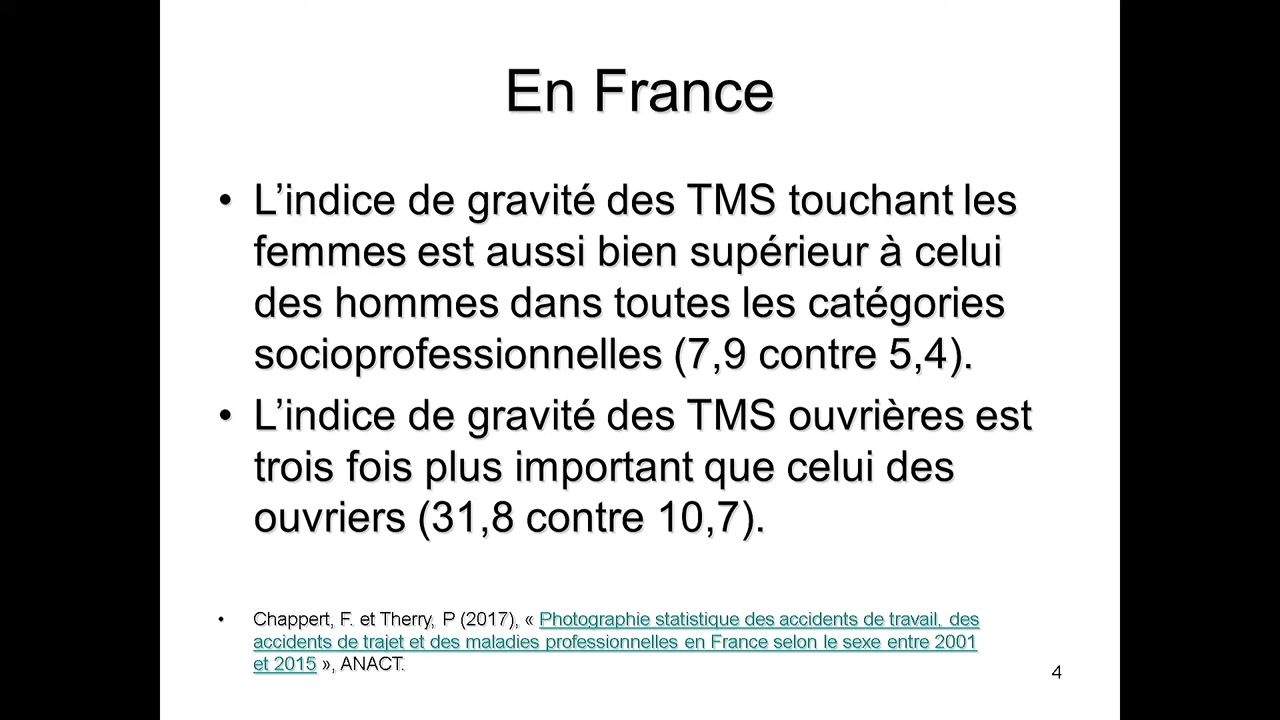 En France
• L’indice de gravité des TMS touchant les
femmes est aussi bien supérieur à celui
des hommes dans toutes les catégories
socioprofessionnelles (7,9 contre 5,4).
• L’indice de gravité des TMS ouvrières est
trois fois plus important que celui des
ouvriers (31,8 contre 10,7).
• Chappert, F. et Therry, P (2017), « Photographie statistique des accidents de travail, des
accidents de trajet et des maladies professionnelles en France selon le sexe entre 2001
et 2015 », ANACT.
4